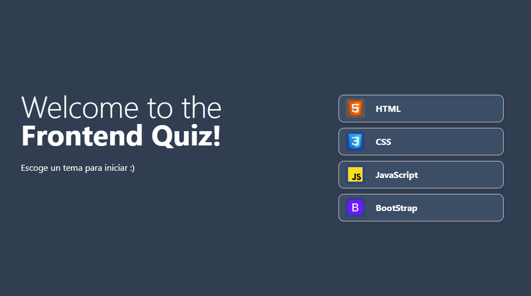 Welcome to the
Frontend Quiz!
Escoge un tema para iniciar :)
5 HTML
3 CSS
JS JavaScript
B BootStrap